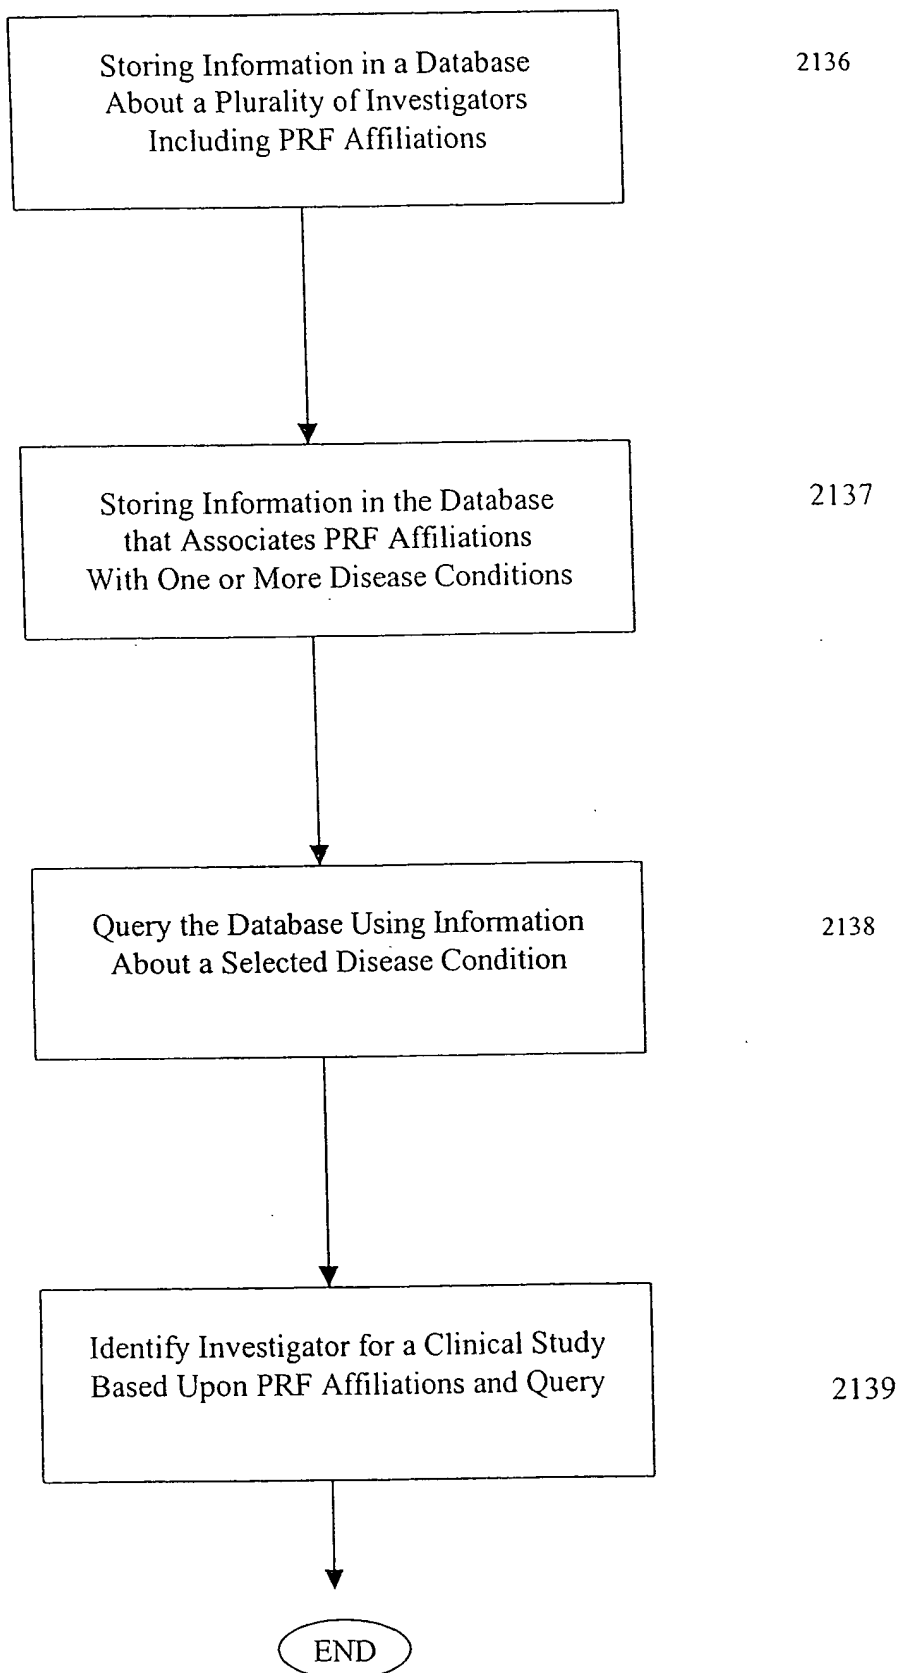 Storing Information in a Database
About a Plurality of Investigators
Including PRF Affiliations
2136
Storing Information in the Database
that Associates PRF Affiliations
With One or More Disease Conditions
2137
Query the Database Using Information
About a Selected Disease Condition
2138
Identify Investigator for a Clinical Study
Based Upon PRF Affiliations and Query
2139
END